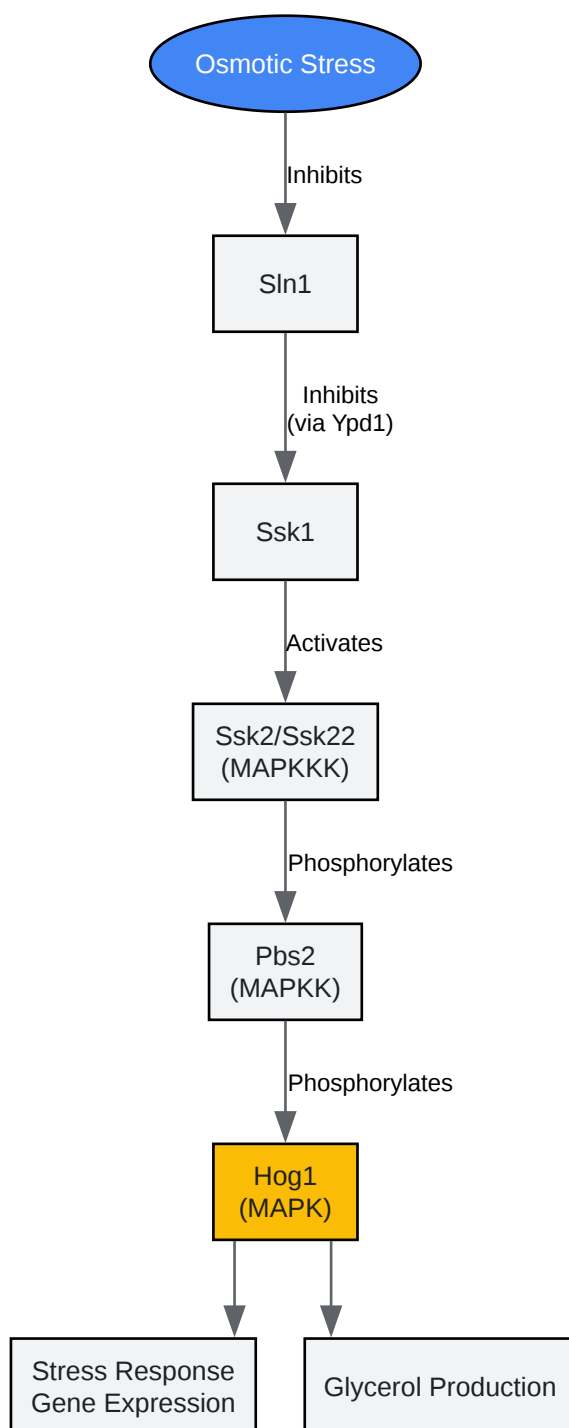 Osmotic Stress
Inhibits
Sln1
Inhibits
(via Ypd1)
Ssk1
Activates
Ssk2/Ssk22
(MAPKKK)
Phosphorylates
Pbs2
(MAPKK)
Phosphorylates
Hog1
(MAPK)
Stress Response
Gene Expression
Glycerol Production